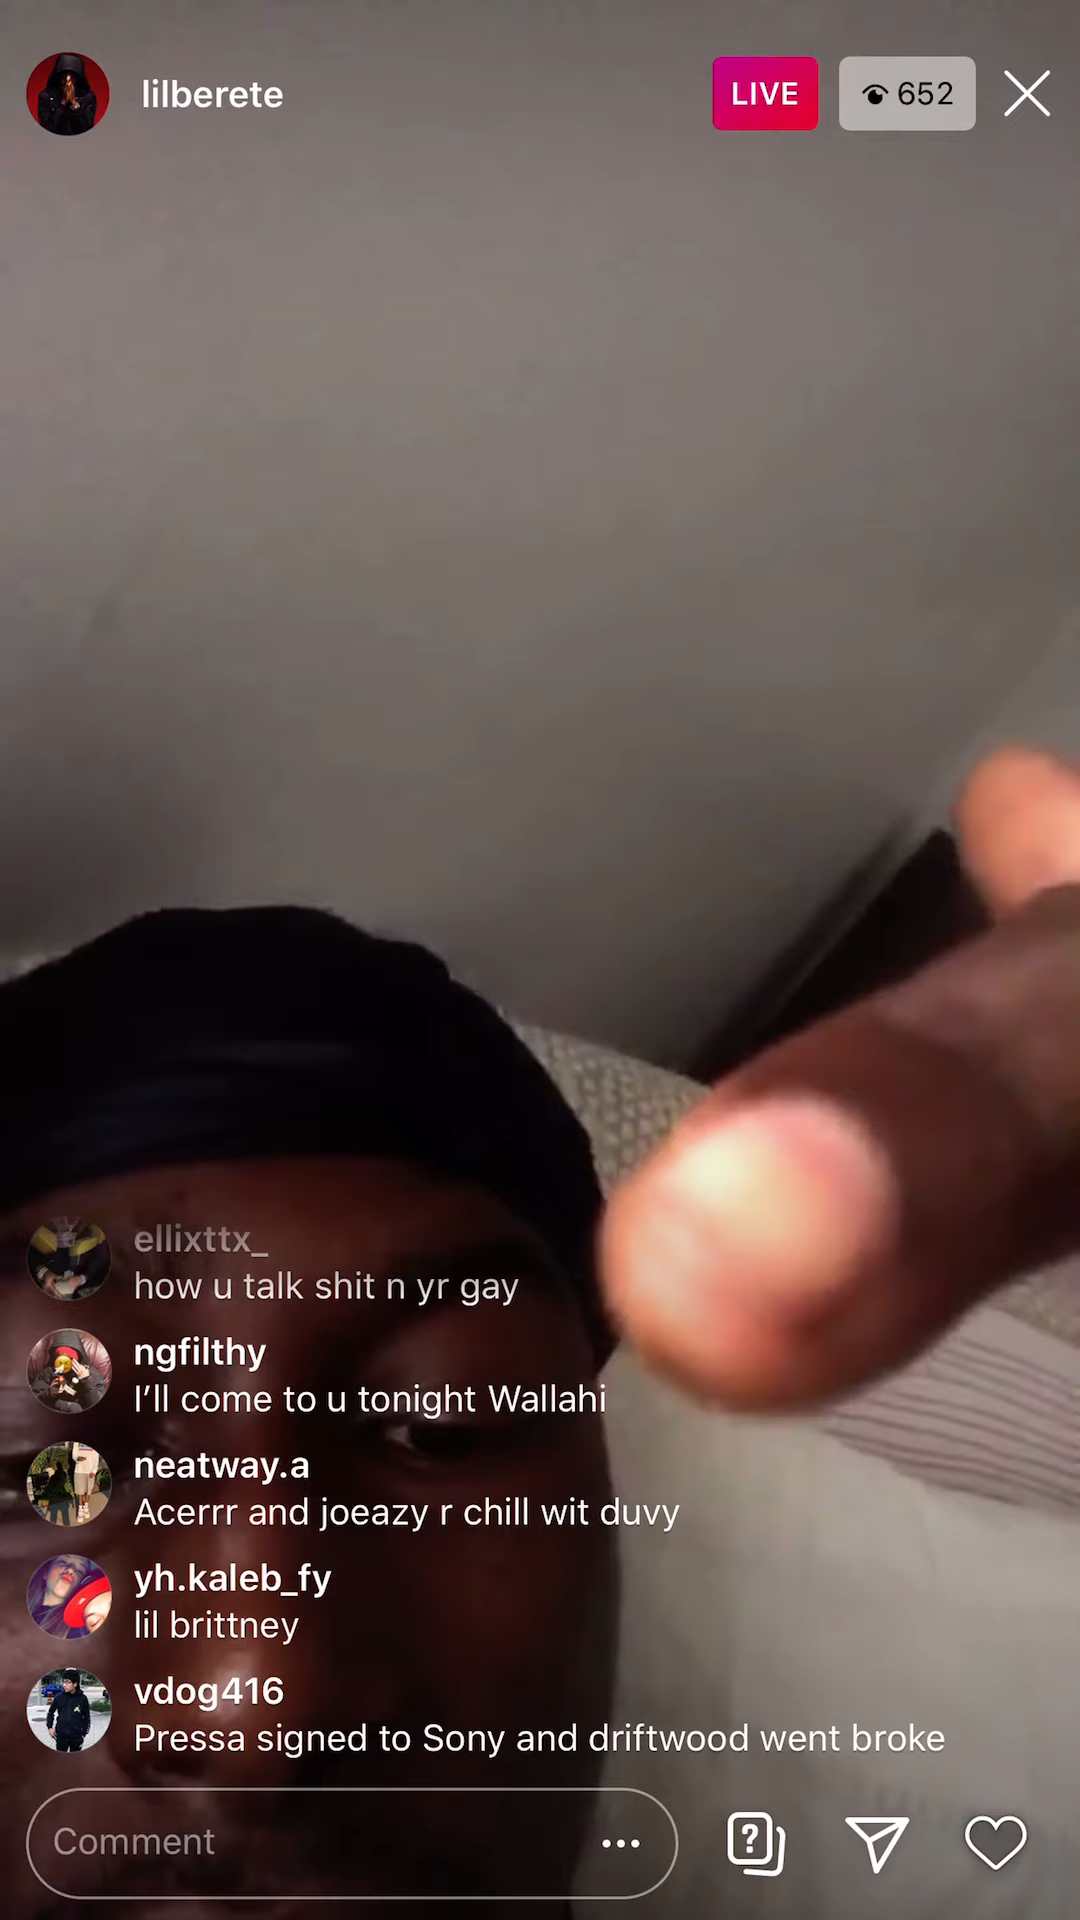 lilberete
LIVE
652
ellixttx_
how u talk shit n yr gay
ngfilthy
I’ll come to u tonight Wallahi
neatway.a
Acerrr and joeazy r chill wit duvy
yh.kaleb_fy
lil brittney
vdog416
Pressa signed to Sony and driftwood went broke
Comment